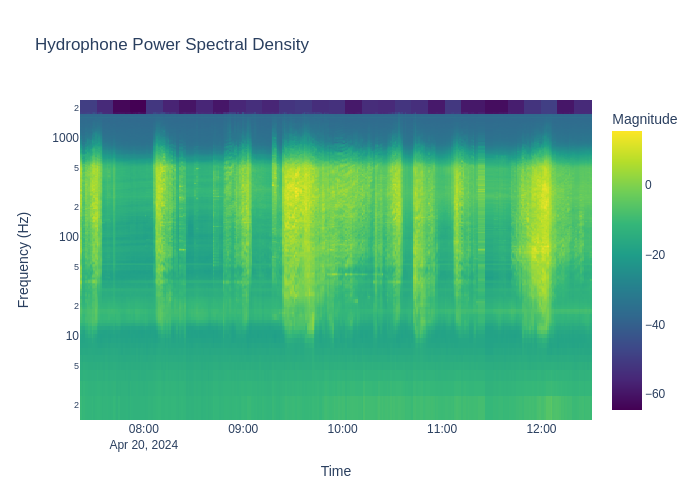 Hydrophone Power Spectral Density
Magnitude
2
1000
5
2
100
5
2
10
5
2
Frequency (Hz)
0
−20
−40
−60
08:00 09:00 10:00 11:00 12:00
Apr 20, 2024
Time